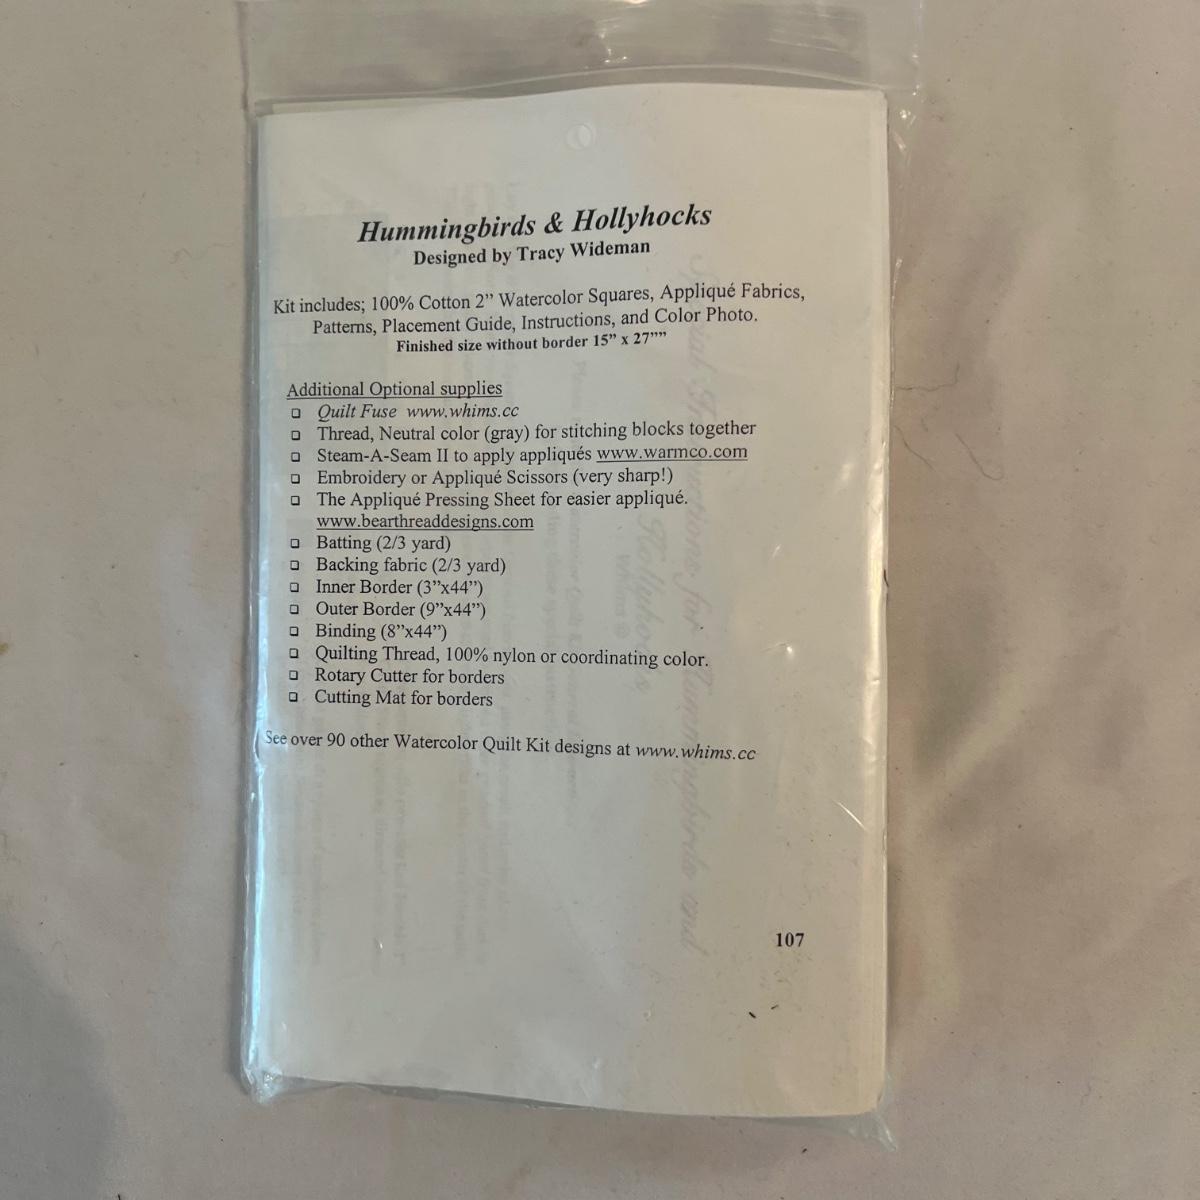 Hummingbirds & Hollyhocks
Designed by Tracy Wideman
Kit includes; 100% Cotton 2” Watercolor Squares, Appliqué Fabrics,
Patterns, Placement Guide, Instructions, and Color Photo.
Finished size without border 15” x 27””
Additional Optional supplies
❑ Quilt Fuse www.whims.cc
❑ Thread, Neutral color (gray) for stitching blocks together
❑ Steam-A-Seam II to apply appliqués www.warmco.com
❑ Embroidery or Appliqué Scissors (very sharp!)
❑ The Appliqué Pressing Sheet for easier appliqué.
www.bearthreaddesigns.com
❑ Batting (2/3 yard)
❑ Backing fabric (2/3 yard)
❑ Inner Border (3”x44”)
❑ Outer Border (9”x44”)
❑ Binding (8”x44”)
❑ Quilting Thread, 100% nylon or coordinating color.
❑ Rotary Cutter for borders
❑ Cutting Mat for borders
See over 90 other Watercolor Quilt Kit designs at www.whims.cc
107